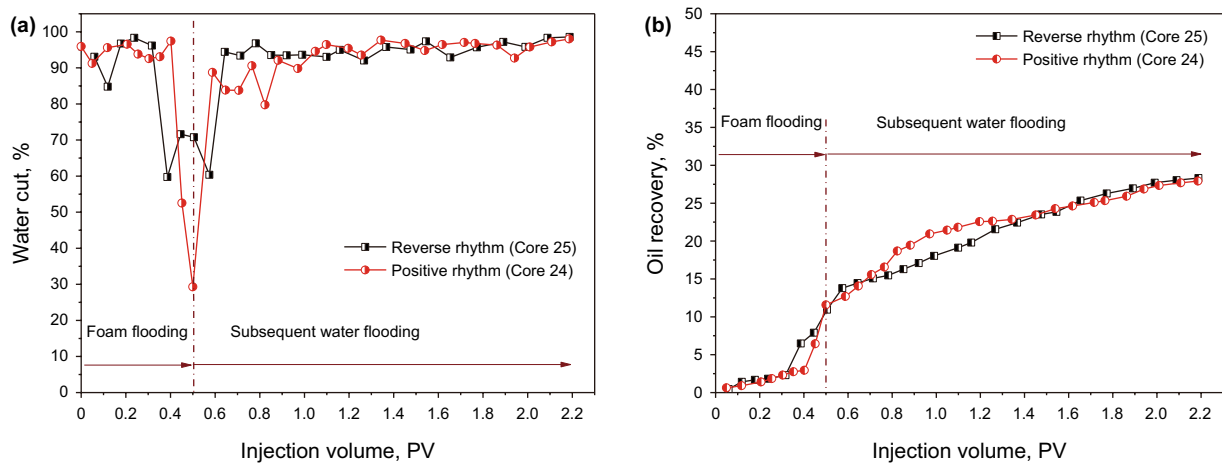 (a)
Water cut, %
100
90
80
70
60
50
40
30
20
10
0
Reverse rhythm (Core 25)
Positive rhythm (Core 24)
Foam flooding
Subsequent water flooding
0 0.2 0.4 0.6 0.8 1.0 1.2 1.4 1.6 1.8 2.0 2.2
Injection volume, PV
(b)
Oil recovery, %
50
45
40
35
30
25
20
15
10
5
0
Reverse rhythm (Core 25)
Positive rhythm (Core 24)
Foam flooding
Subsequent water flooding
0 0.2 0.4 0.6 0.8 1.0 1.2 1.4 1.6 1.8 2.0 2.2
Injection volume, PV